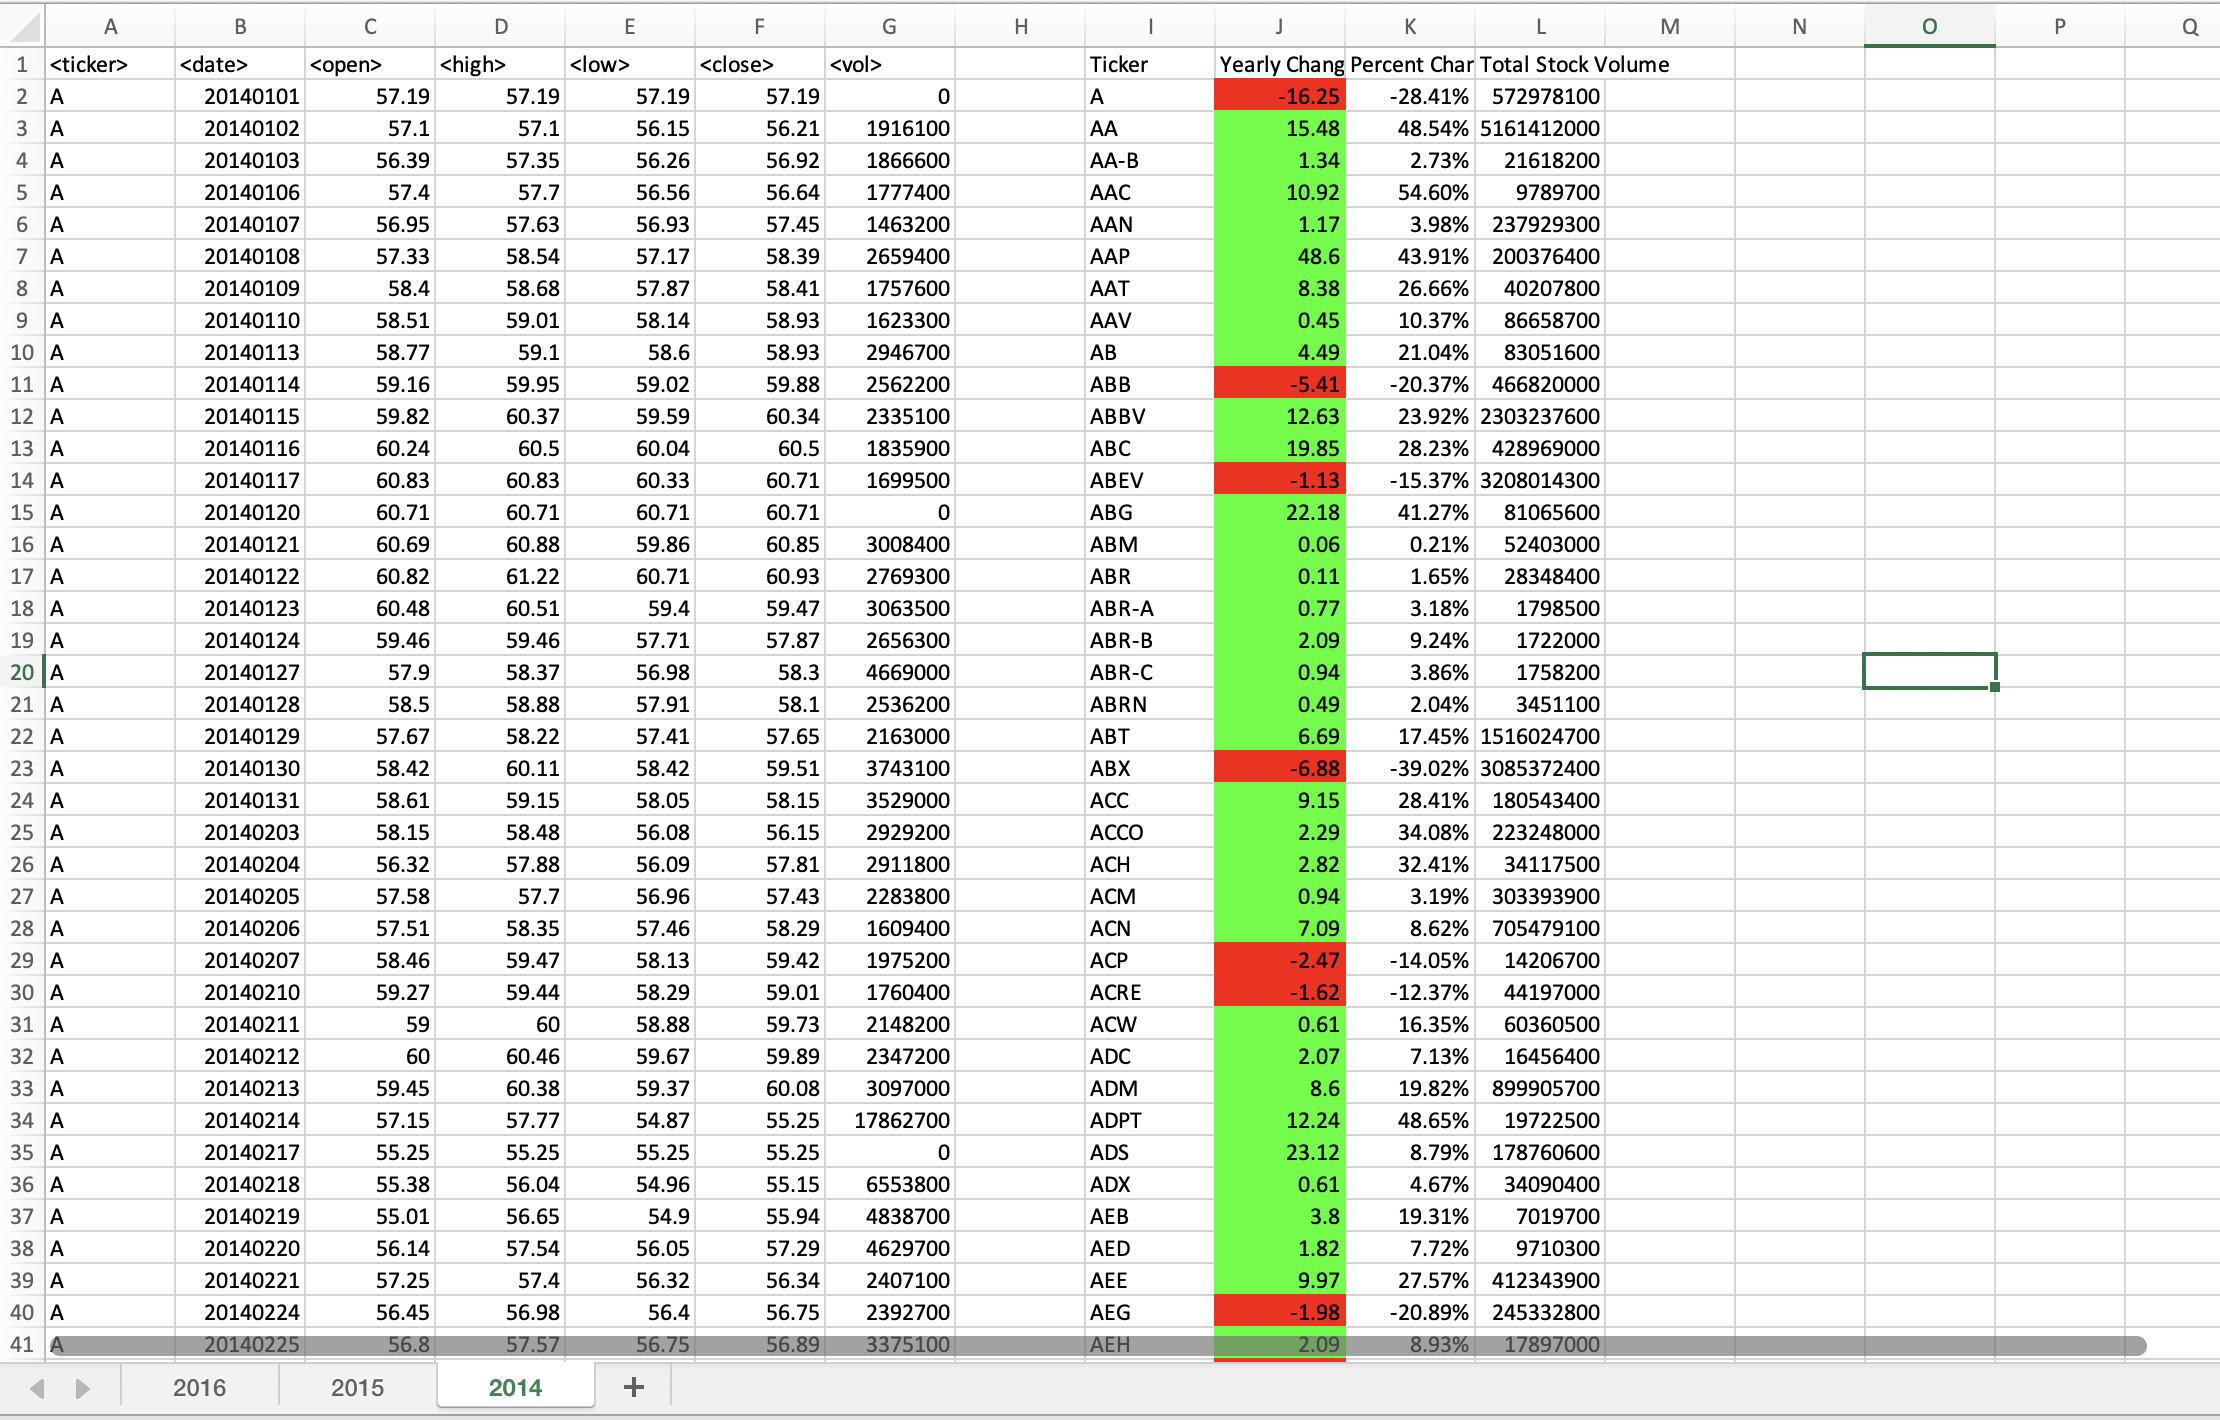 A B C D E F G H I J K L M N O P Q
1 <ticker> <date> <open> <high> <low> <close> <vol> Ticker Yearly Chang Percent Char Total Stock Volume
2 A 20140101 57.19 57.19 57.19 57.19 0 A -16.25 -28.41% 572978100
3 A 20140102 57.1 57.1 56.15 56.21 1916100 AA 15.48 48.54% 5161412000
4 A 20140103 56.39 57.35 56.26 56.92 1866600 AA-B 1.34 2.73% 21618200
5 A 20140106 57.4 57.7 56.56 56.64 1777400 AAC 10.92 54.60% 9789700
6 A 20140107 56.95 57.63 56.93 57.45 1463200 AAN 1.17 3.98% 237929300
7 A 20140108 57.33 58.54 57.17 58.39 2659400 AAP 48.6 43.91% 200376400
8 A 20140109 58.4 58.68 57.87 58.41 1757600 AAT 8.38 26.66% 40207800
9 A 20140110 58.51 59.01 58.14 58.93 1623300 AAV 0.45 10.37% 86658700
10 A 20140113 58.77 59.1 58.6 58.93 2946700 AB 4.49 21.04% 83051600
11 A 20140114 59.16 59.95 59.02 59.88 2562200 ABB -5.41 -20.37% 466820000
12 A 20140115 59.82 60.37 59.59 60.34 2335100 ABBV 12.63 23.92% 2303237600
13 A 20140116 60.24 60.5 60.04 60.5 1835900 ABC 19.85 28.23% 428969000
14 A 20140117 60.83 60.83 60.33 60.71 1699500 ABEV -1.13 -15.37% 3208014300
15 A 20140120 60.71 60.71 60.71 60.71 0 ABG 22.18 41.27% 81065600
16 A 20140121 60.69 60.88 59.86 60.85 3008400 ABM 0.06 0.21% 52403000
17 A 20140122 60.82 61.22 60.71 60.93 2769300 ABR 0.11 1.65% 28348400
18 A 20140123 60.48 60.51 59.4 59.47 3063500 ABR-A 0.77 3.18% 1798500
19 A 20140124 59.46 59.46 57.71 57.87 2656300 ABR-B 2.09 9.24% 1722000
20 A 20140127 57.9 58.37 56.98 58.3 4669000 ABR-C 0.94 3.86% 1758200
21 A 20140128 58.5 58.88 57.91 58.1 2536200 ABRN 0.49 2.04% 3451100
22 A 20140129 57.67 58.22 57.41 57.65 2163000 ABT 6.69 17.45% 1516024700
23 A 20140130 58.42 60.11 58.42 59.51 3743100 ABX -6.88 -39.02% 3085372400
24 A 20140131 58.61 59.15 58.05 58.15 3529000 ACC 9.15 28.41% 180543400
25 A 20140203 58.15 58.48 56.08 56.15 2929200 ACCO 2.29 34.08% 223248000
26 A 20140204 56.32 57.88 56.09 57.81 2911800 ACH 2.82 32.41% 34117500
27 A 20140205 57.58 57.7 56.96 57.43 2283800 ACM 0.94 3.19% 303393900
28 A 20140206 57.51 58.35 57.46 58.29 1609400 ACN 7.09 8.62% 705479100
29 A 20140207 58.46 59.47 58.13 59.42 1975200 ACP -2.47 -14.05% 14206700
30 A 20140210 59.27 59.44 58.29 59.01 1760400 ACRE -1.62 -12.37% 44197000
31 A 20140211 59 60 58.88 59.73 2148200 ACW 0.61 16.35% 60360500
32 A 20140212 60 60.46 59.67 59.89 2347200 ADC 2.07 7.13% 16456400
33 A 20140213 59.45 60.38 59.37 60.08 3097000 ADM 8.6 19.82% 899905700
34 A 20140214 57.15 57.77 54.87 55.25 17862700 ADPT 12.24 48.65% 19722500
35 A 20140217 55.25 55.25 55.25 55.25 0 ADS 23.12 8.79% 178760600
36 A 20140218 55.38 56.04 54.96 55.15 6553800 ADX 0.61 4.67% 34090400
37 A 20140219 55.01 56.65 54.9 55.94 4838700 AEB 3.8 19.31% 7019700
38 A 20140220 56.14 57.54 56.05 57.29 4629700 AED 1.82 7.72% 9710300
39 A 20140221 57.25 57.4 56.32 56.34 2407100 AEE 9.97 27.57% 412343900
40 A 20140224 56.45 56.98 56.4 56.75 2392700 AEG -1.98 -20.89% 245332800
41 A 20140225 56.8 57.57 56.75 56.89 3375100 AEH 2.09 8.93% 17897000
2016 2015 2014 +